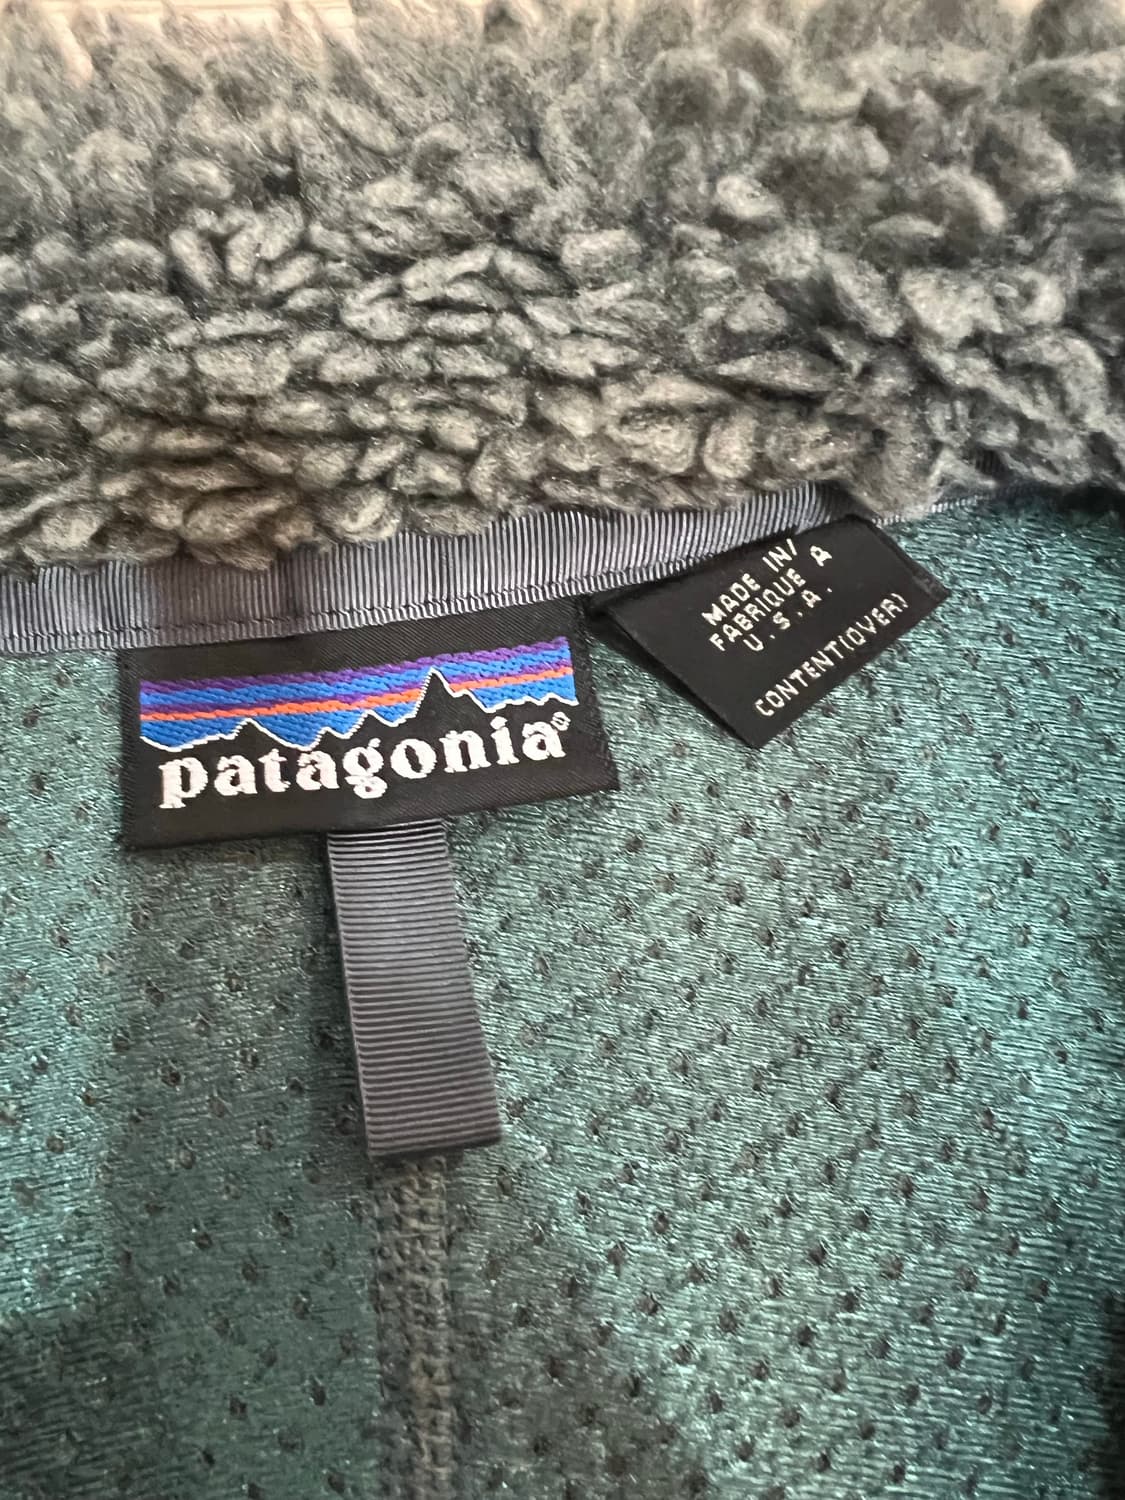 patagonia®
MADE IN/
FABRIQUE A
U.S.A.
CONTENT(OVER)